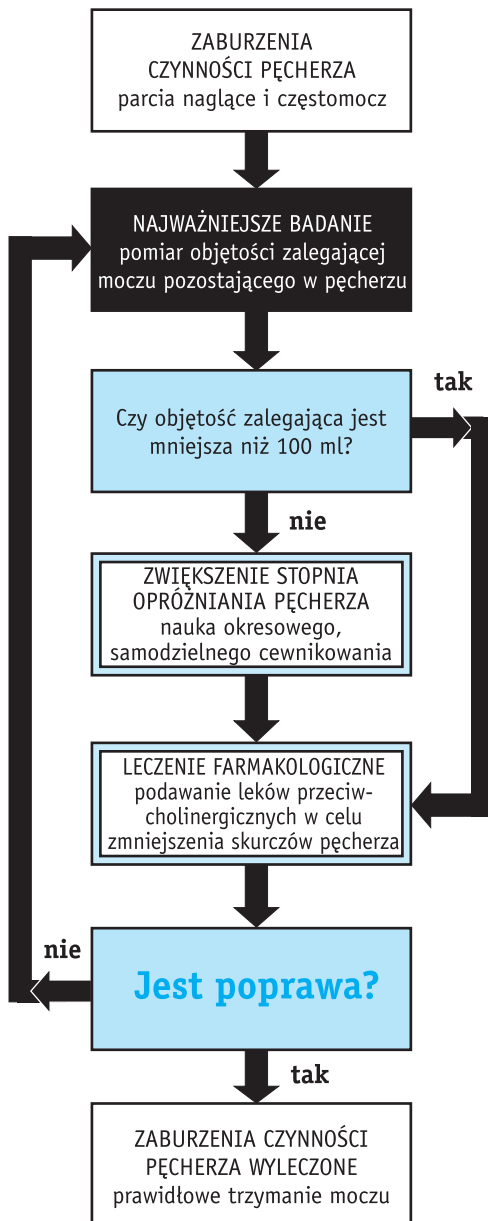 ZABURZENIA
CZYNNOŚCI PĘCHERZA
parcia naglące i częstomocz
NAJWAŻNIEJSZE BADANIE
pomiar objętości zalegającej
moczu pozostającego w pęcherzu
tak
Czy objętość zalegająca jest
mniejsza niż 100 ml?
nie
ZWIĘKSZENIE STOPNIA
OPRÓŻNIANIA PĘCHERZA
nauka okresowego,
samodzielnego cewnikowania
LECZENIE FARMAKOLOGICZNE
podawanie leków przeciw-
cholinergicznych w celu
zmniejszenia skurczów pęcherza
nie
Jest poprawa?
tak
ZABURZENIA CZYNNOŚCI
PĘCHERZA WYLECZONE
prawidłowe trzymanie moczu